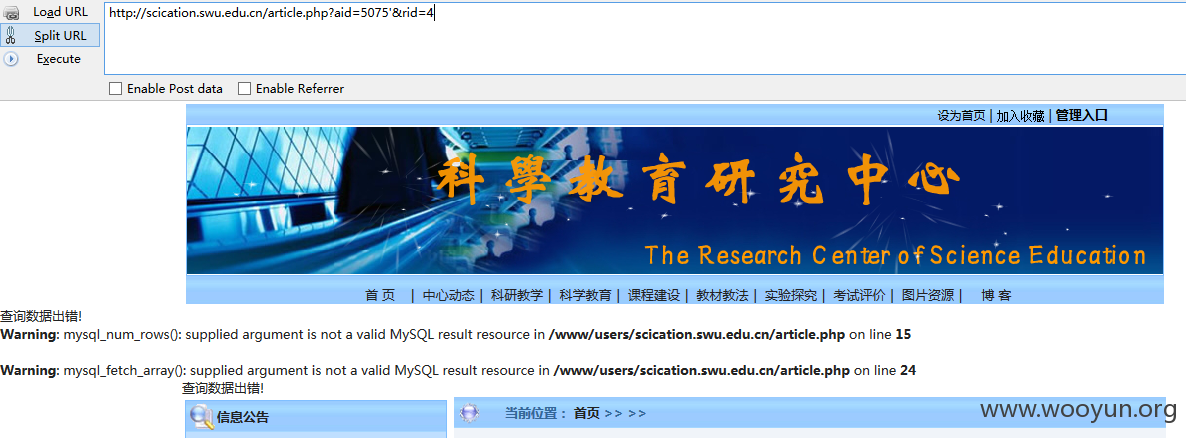 Load URL
http://scication.swu.edu.cn/article.php?aid=5075'&rid=4
Split URL
Execute
Enable Post data Enable Referrer
设为首页 | 加入收藏 | 管理入口
科學教育研究中心
The Research Center of Science Education
首 页 | 中心动态 | 科研教学 | 科学教育 | 课程建设 | 教材教法 | 实验探究 | 考试评价 | 图片资源 | 博 客
查询数据出错!
Warning: mysql_num_rows(): supplied argument is not a valid MySQL result resource in /www/users/scication.swu.edu.cn/article.php on line 15
Warning: mysql_fetch_array(): supplied argument is not a valid MySQL result resource in /www/users/scication.swu.edu.cn/article.php on line 24
查询数据出错!
信息公告
当前位置： 首页 >> >>
www.wooyun.org